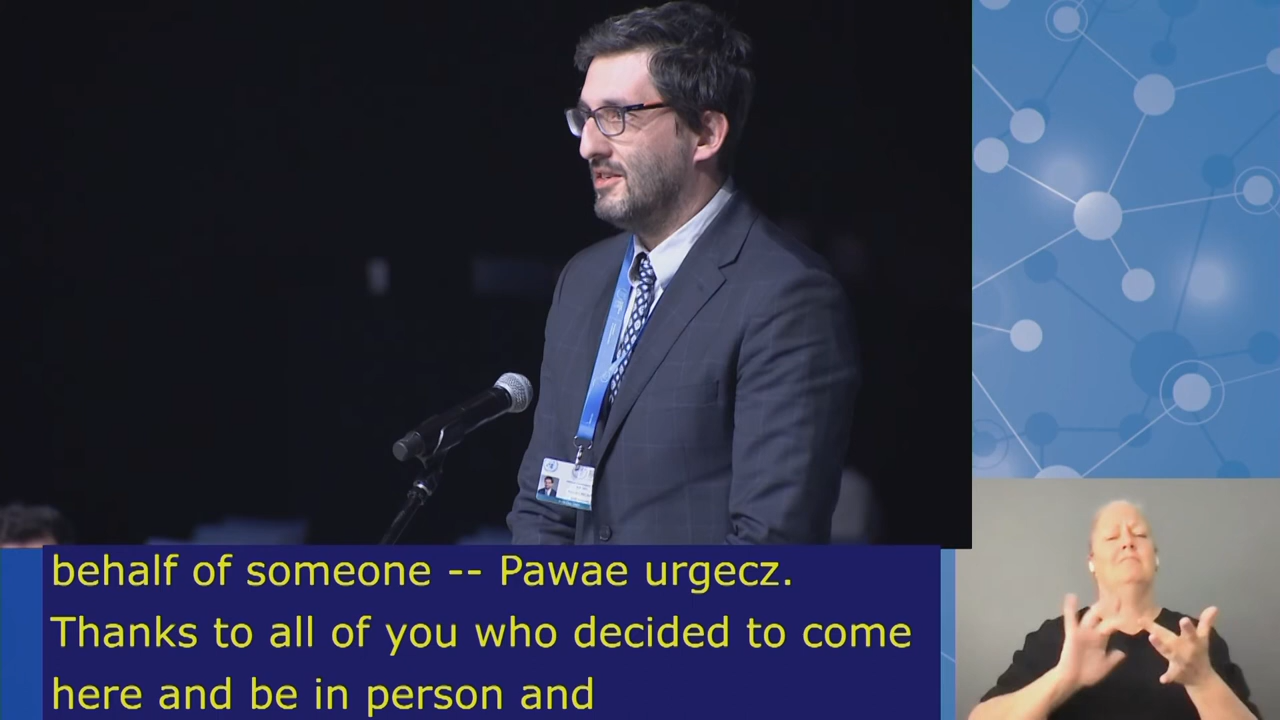 behalf of someone -- Pawae urgecz.
Thanks to all of you who decided to come
here and be in person and